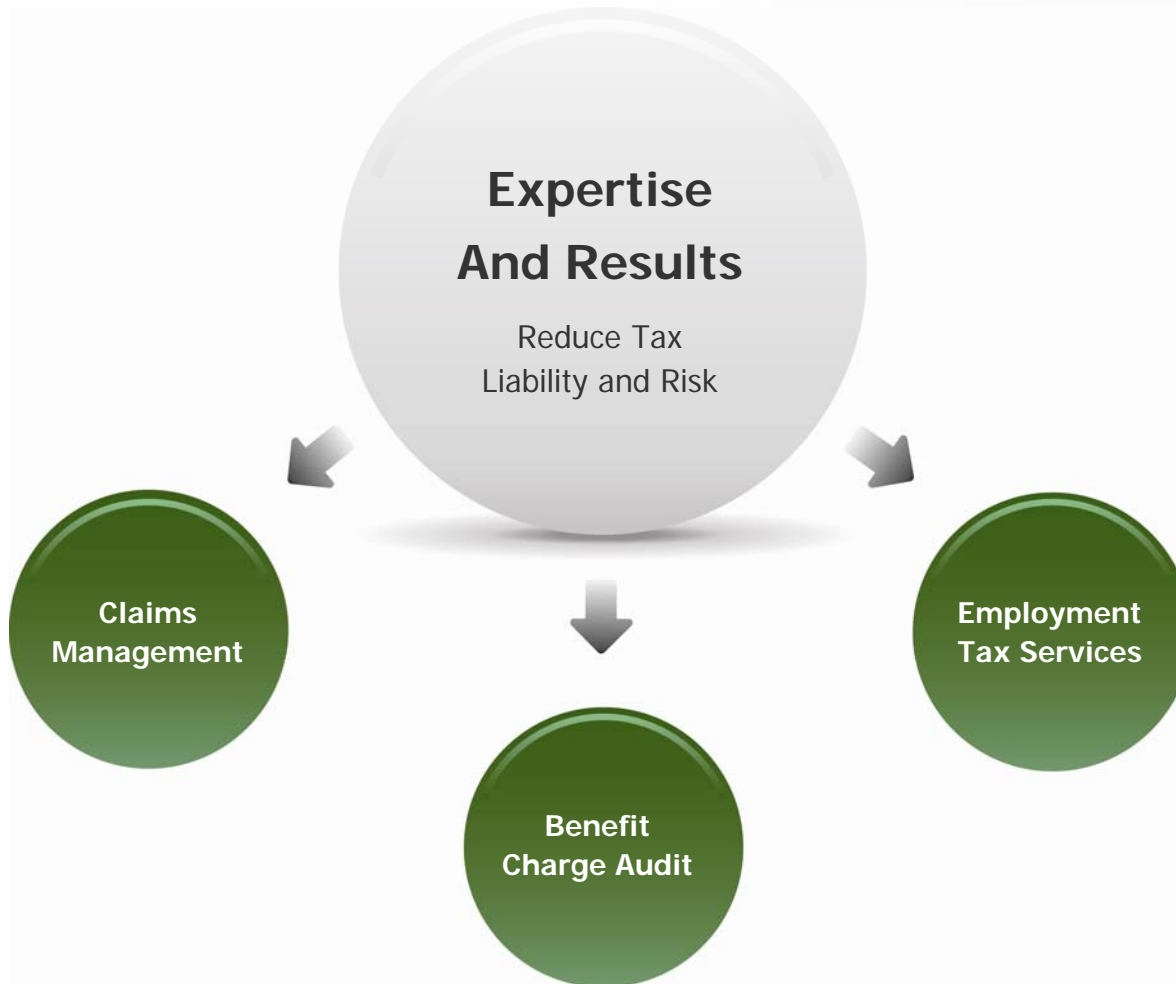 Expertise
And Results
Reduce Tax
Liability and Risk
Claims
Management
Benefit
Charge Audit
Employment
Tax Services